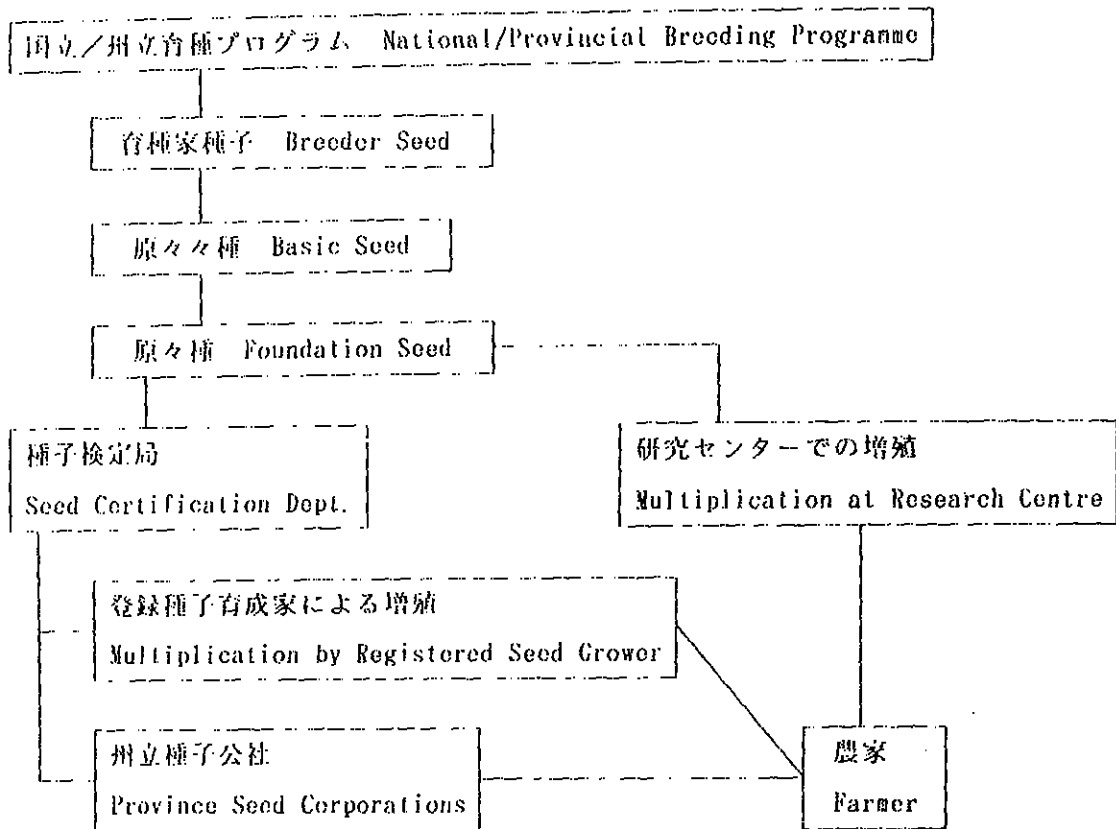 国立／州立育種プログラム National/Provincial Breeding Programme
育種家種子 Breeder Seed
原々々種 Basic Seed
原々種 Foundation Seed
種子検定局
Seed Certification Dept.
研究センターでの増殖
Multiplication at Research Centre
登録種子育成家による増殖
Multiplication by Registered Seed Grower
州立種子公社
Province Seed Corporations
農家
Farmer